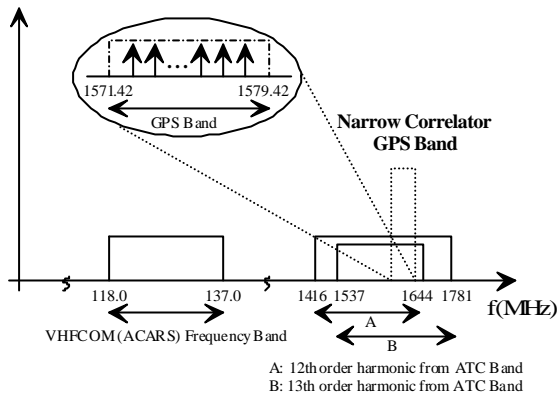 ...
1571.42
1579.42
GPS Band
Narrow Correlator
GPS Band
118.0
137.0
1416
1537
1644
1781
f(MHz)
VHFCOM (ACARS) Frequency Band
A
B
A: 12th order harmonic from ATC Band
B: 13th order harmonic from ATC Band